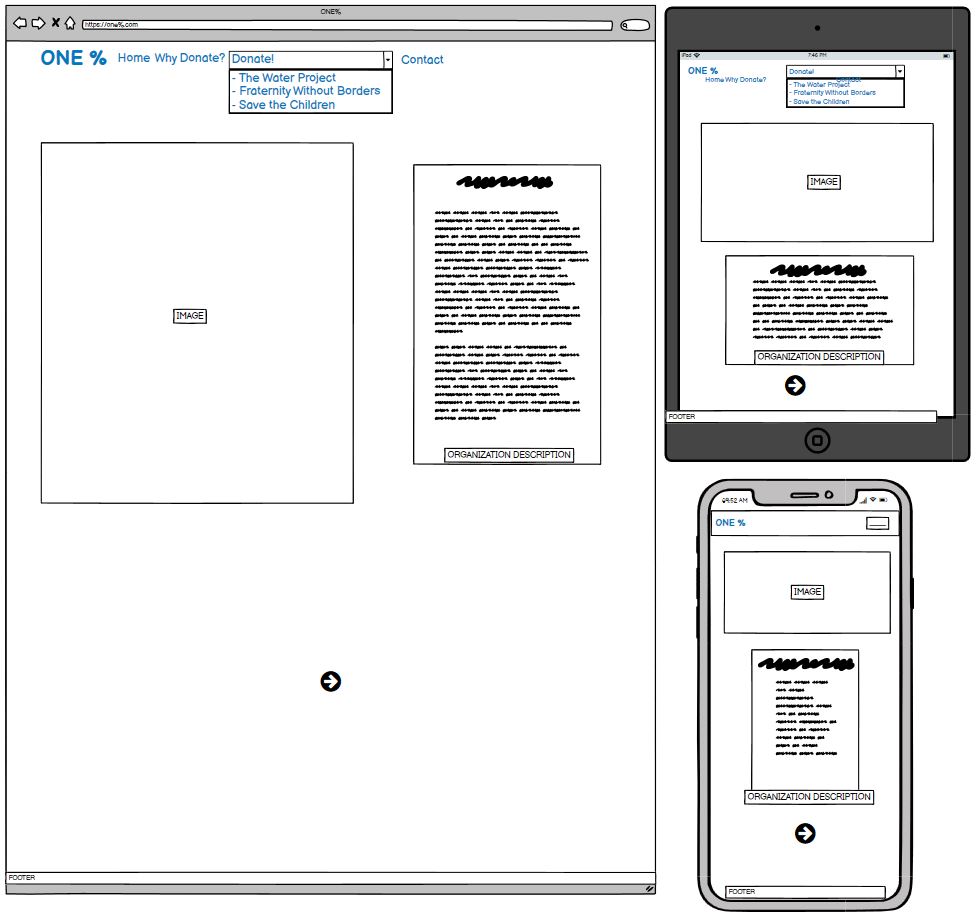 ONE%
https://one%.com
ONE % Home Why Donate? Donate! Contact
- The Water Project
- Fraternity Without Borders
- Save the Children
IMAGE
ORGANIZATION DESCRIPTION
FOOTER
iPad 7:46 PM
ONE % Donate!
Home Why Donate? Contact
- The Water Project
- Fraternity Without Borders
- Save the Children
IMAGE
ORGANIZATION DESCRIPTION
FOOTER
09:52 AM
ONE %
IMAGE
ORGANIZATION DESCRIPTION
FOOTER